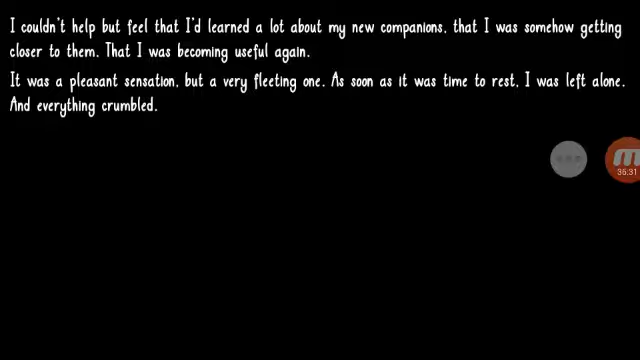 I couldn't help but feel that I'd learned a lot about my new companions, that I was somehow getting
closer to them. That I was becoming useful again.
It was a pleasant sensation, but a very fleeting one. As soon as it was time to rest, I was left alone.
And everything crumbled.
35:31